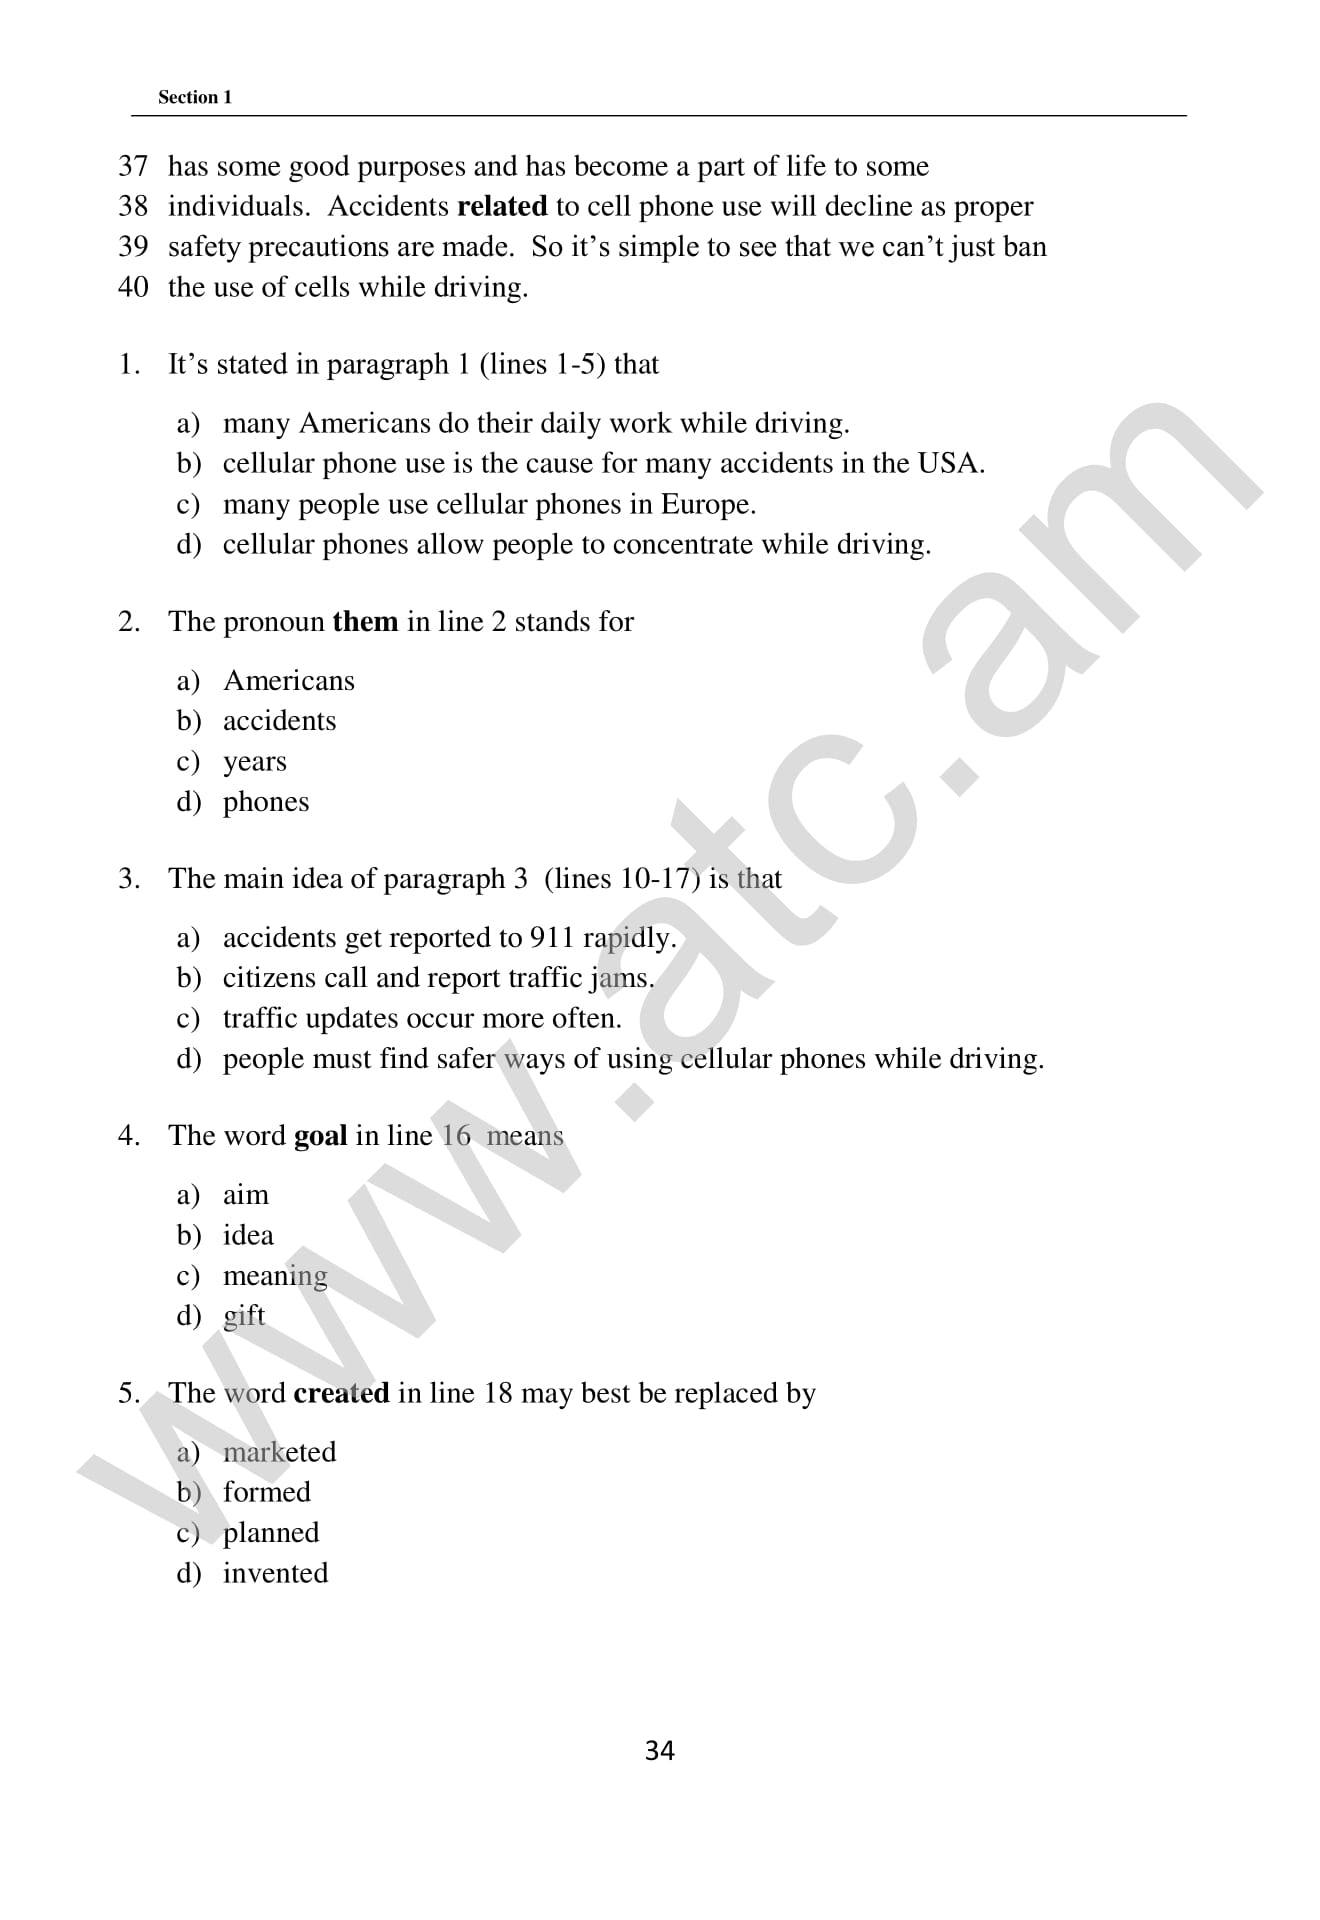 Section 1
37 has some good purposes and has become a part of life to some
38 individuals. Accidents related to cell phone use will decline as proper
39 safety precautions are made. So it’s simple to see that we can’t just ban
40 the use of cells while driving.
1. It’s stated in paragraph 1 (lines 1-5) that
a) many Americans do their daily work while driving.
b) cellular phone use is the cause for many accidents in the USA.
c) many people use cellular phones in Europe.
d) cellular phones allow people to concentrate while driving.
2. The pronoun them in line 2 stands for
a) Americans
b) accidents
c) years
d) phones
3. The main idea of paragraph 3 (lines 10-17) is that
a) accidents get reported to 911 rapidly.
b) citizens call and report traffic jams.
c) traffic updates occur more often.
d) people must find safer ways of using cellular phones while driving.
4. The word goal in line 16 means
a) aim
b) idea
c) meaning
d) gift
5. The word created in line 18 may best be replaced by
a) marketed
b) formed
c) planned
d) invented
34
www.atc.am